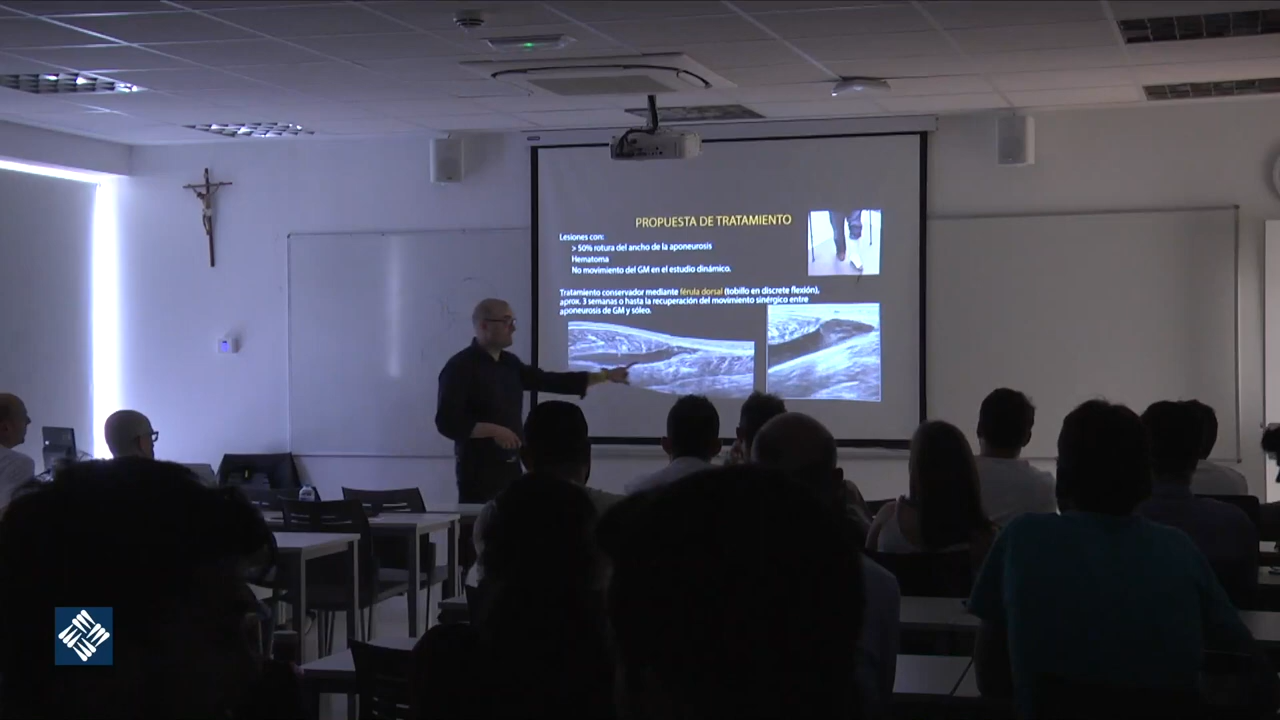 PROPUESTA DE TRATAMIENTO
Lesiones con:
> 50% rotura del ancho de la aponeurosis
Hematoma
No movimiento del GM en el estudio dinámico.
Tratamiento conservador mediante férula dorsal (tobillo en discrete flexión),
aprox. 3 semanas o hasta la recuperación del movimiento sinérgico entre
aponeurosis de GM y sóleo.